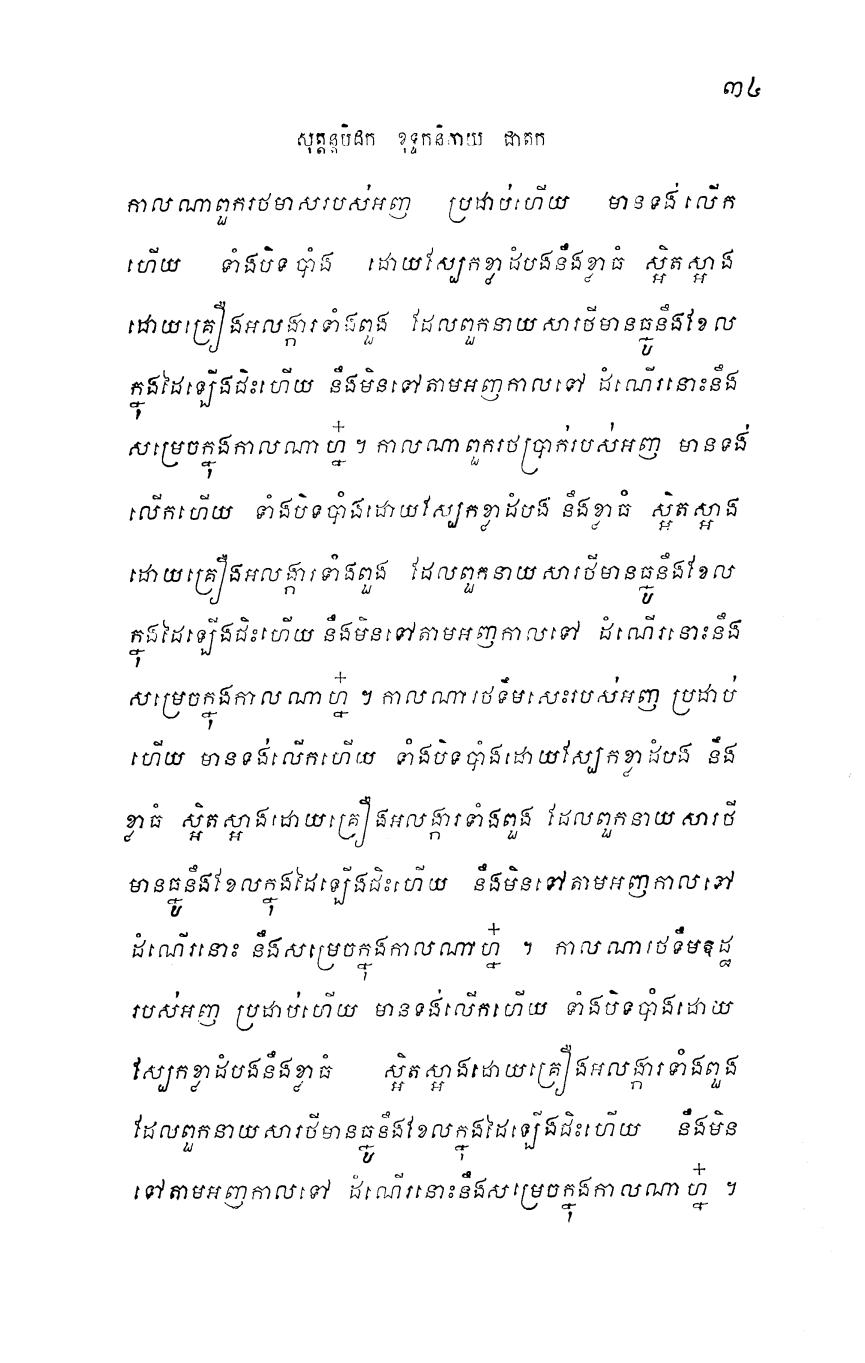 ៣៤
សុត្តន្តបិដក ខុទ្ទកនិកាយ ជាតក
កាលណាពួករថមាសរបស់អញ ប្រដាប់ហើយ មានទង់លើក
ហើយ ទាំងបិទបាំង ដោយស្បែកខ្លាដំបងនឹងខ្លាធំ ស្អិតស្អាង
ដោយគ្រឿងអលង្ការទាំងពួង ដែលពួកនាយសារថីមានធ្នូនឹងខែល
ក្នុងដៃឡើងជិះហើយ នឹងមិនទៅតាមអញកាលទៅ ដំណើរនោះនឹង
សម្រេចក្នុងកាលណាហ្ន៎ ។ កាលណាពួករថប្រាក់របស់អញ មានទង់
លើកហើយ ទាំងបិទបាំងដោយស្បែកខ្លាដំបង នឹងខ្លាធំ ស្អិតស្អាង
ដោយគ្រឿងអលង្ការទាំងពួង ដែលពួកនាយសារថីមានធ្នូនឹងខែល
ក្នុងដៃឡើងជិះហើយ នឹងមិនទៅតាមអញកាលទៅ ដំណើរនោះនឹង
សម្រេចក្នុងកាលណាហ្ន៎ ។ កាលណារថទឹមសេះរបស់អញ ប្រដាប់
ហើយ មានទង់លើកហើយ ទាំងបិទបាំងដោយស្បែកខ្លាដំបង នឹង
ខ្លាធំ ស្អិតស្អាងដោយគ្រឿងអលង្ការទាំងពួង ដែលពួកនាយសារថី
មានធ្នូនឹងខែលក្នុងដៃឡើងជិះហើយ នឹងមិនទៅតាមអញកាលទៅ
ដំណើរនោះ នឹងសម្រេចក្នុងកាលណាហ្ន៎ ។ កាលណារថទឹមឧដ្ឋ
របស់អញ ប្រដាប់ហើយ មានទង់លើកហើយ ទាំងបិទបាំងដោយ
ស្បែកខ្លាដំបងនឹងខ្លាធំ ស្អិតស្អាងដោយគ្រឿងអលង្ការទាំងពួង
ដែលពួកនាយសារថីមានធ្នូនឹងខែលក្នុងដៃឡើងជិះហើយ នឹងមិន
ទៅតាមអញកាលទៅ ដំណើរនោះនឹងសម្រេចក្នុងកាលណាហ្ន៎ ។